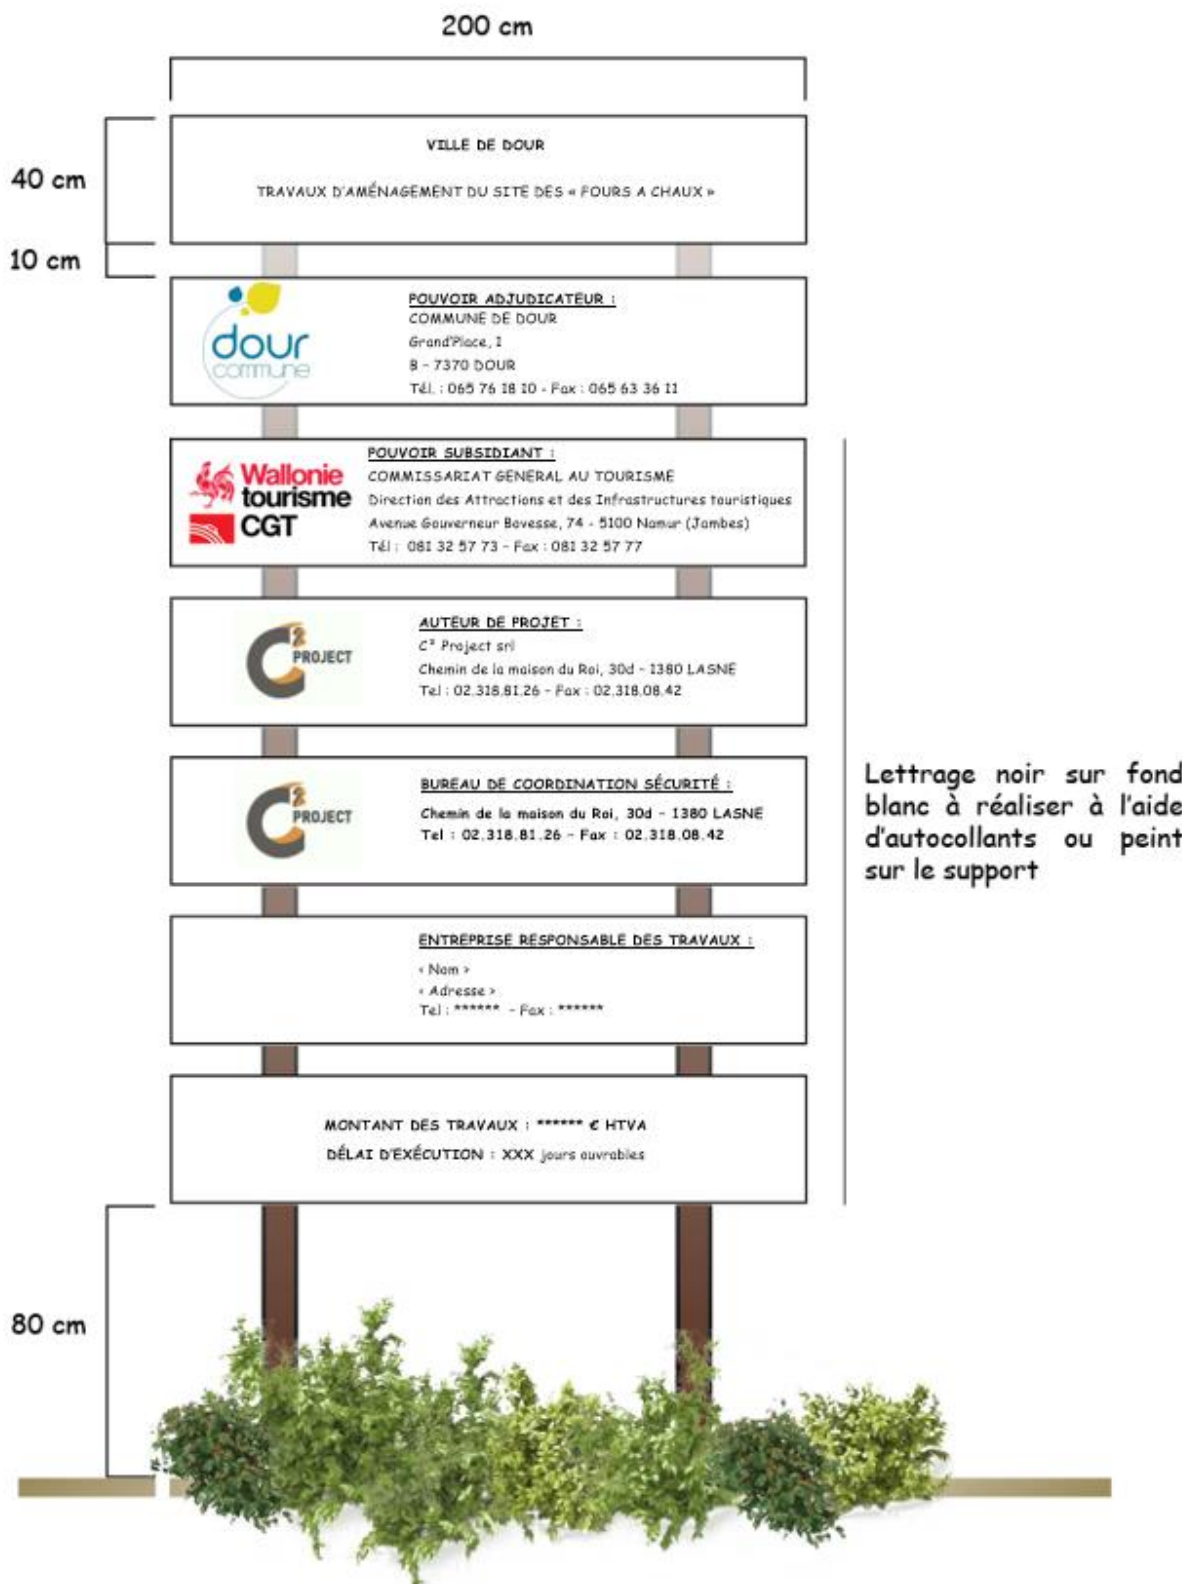 200 cm
40 cm
VILLE DE DOUR
TRAVAUX D'AMÉNAGEMENT DU SITE DES « FOURS A CHAUX »
10 cm
dour
commune
POUVOIR ADJUDICATEUR :
COMMUNE DE DOUR
Grand'Place, 1
B - 7370 DOUR
Tél. : 065 76 18 10 - Fax : 065 63 36 11
Wallonie
tourisme
CGT
POUVOIR SUBSIDIANT :
COMMISSARIAT GENERAL AU TOURISME
Direction des Attractions et des Infrastructures touristiques
Avenue Gouverneur Bovesse, 74 - 5100 Namur (Jambes)
Tél : 081 32 57 73 - Fax : 081 32 57 77
C2 PROJECT
AUTEUR DE PROJET :
C² Project srl
Chemin de la maison du Roi, 30d - 1380 LASNE
Tel : 02.318.81.26 - Fax : 02.318.08.42
C2 PROJECT
BUREAU DE COORDINATION SÉCURITÉ :
Chemin de la maison du Roi, 30d - 1380 LASNE
Tel : 02.318.81.26 - Fax : 02.318.08.42
Lettrage noir sur fond
blanc à réaliser à l'aide
d'autocollants ou peint
sur le support
ENTREPRISE RESPONSABLE DES TRAVAUX :
< Nom >
< Adresse >
Tel : ****** - Fax : ******
MONTANT DES TRAVAUX : ****** € HTVA
DÉLAI D'EXÉCUTION : XXX jours ouvrables
80 cm